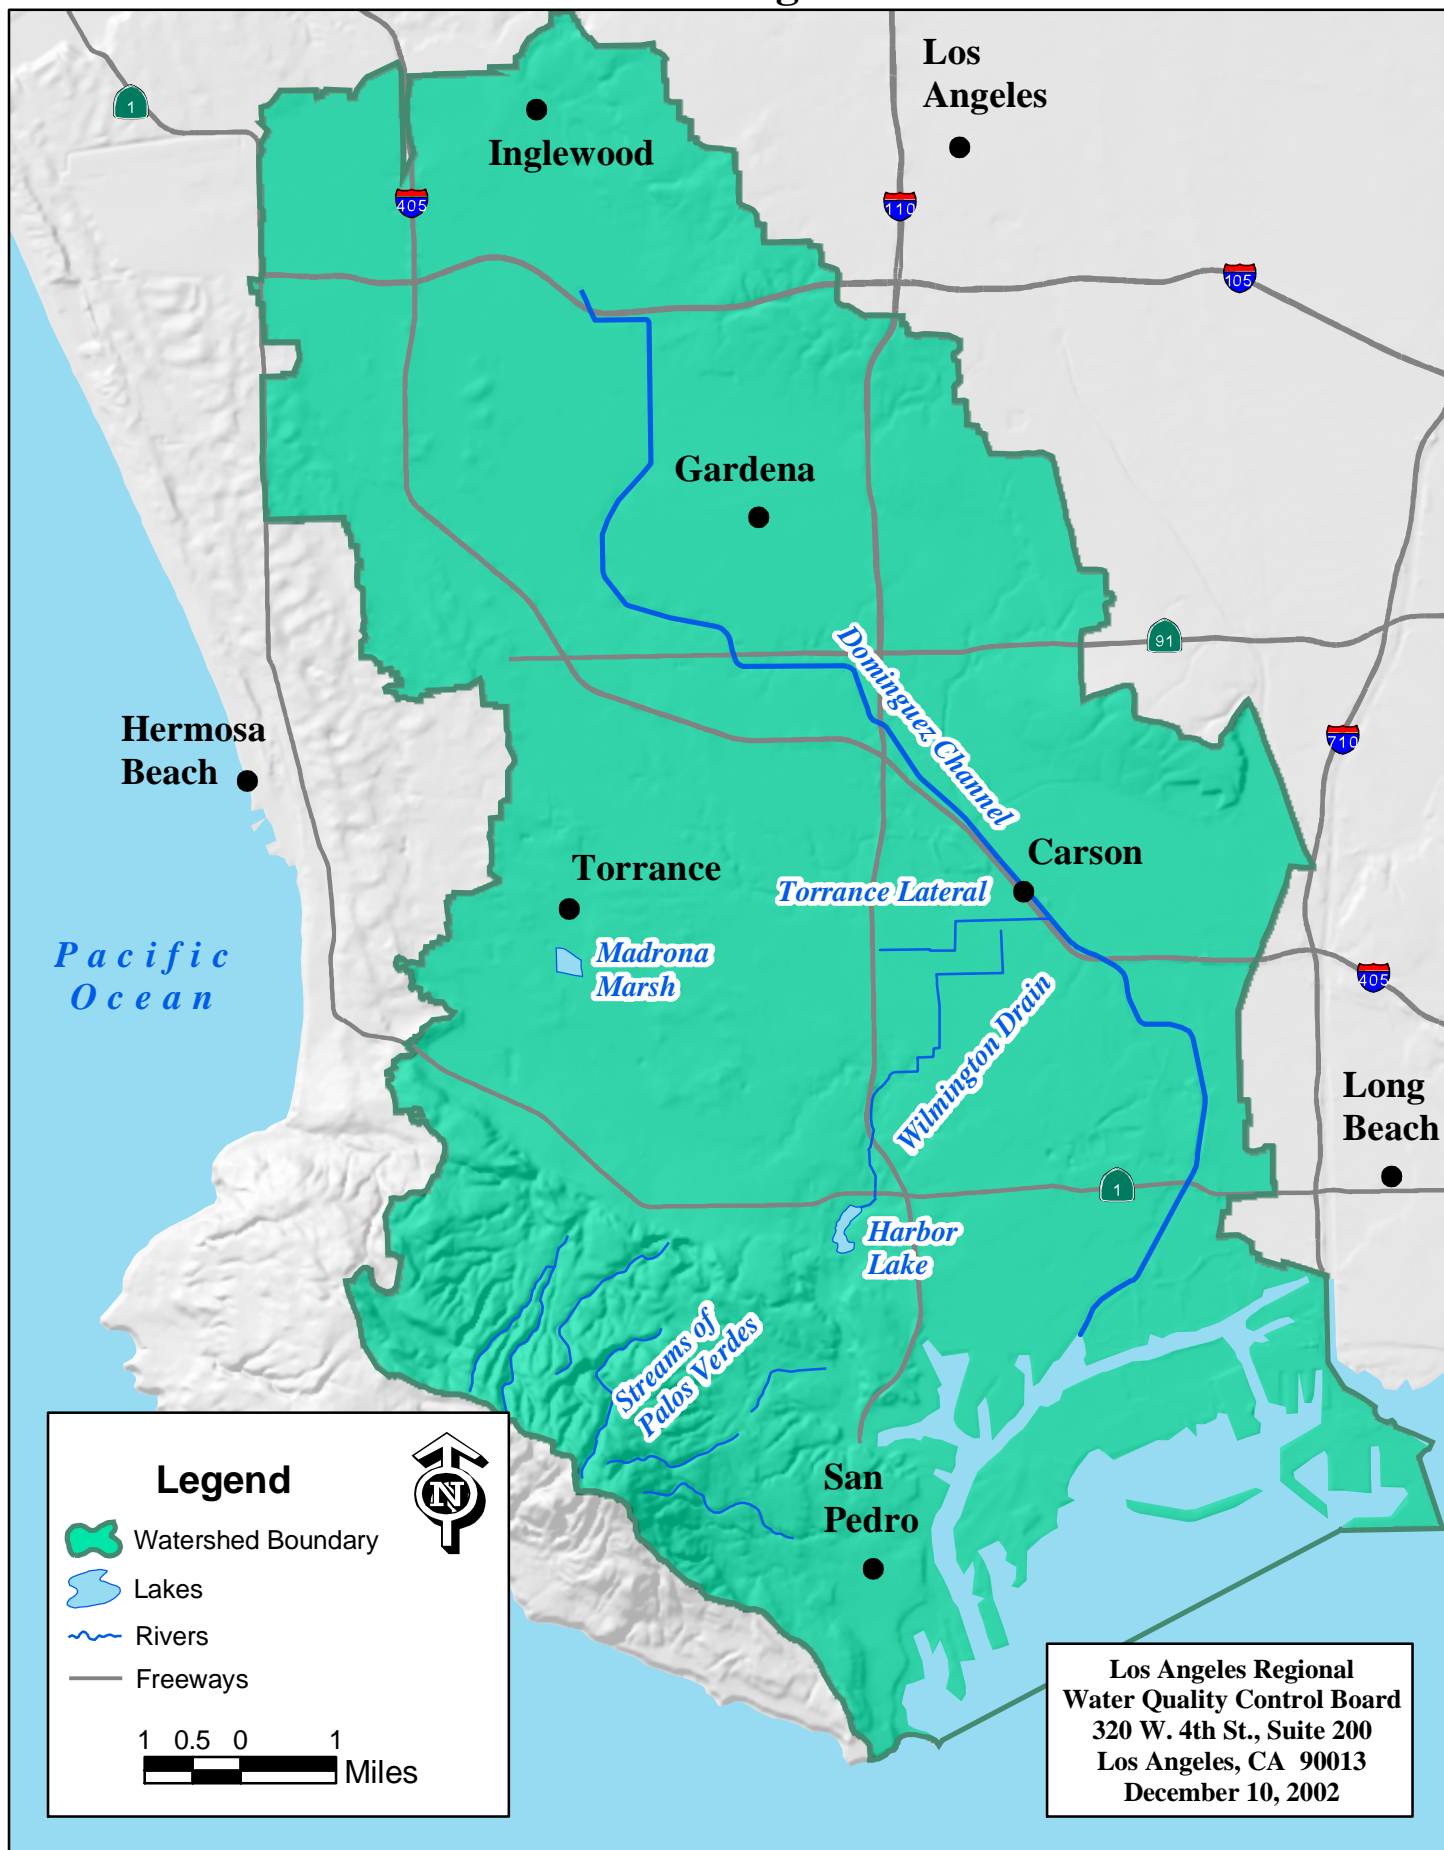 Los
Angeles
1
Inglewood
405
110
105
Gardena
91
Dominguez Channel
Hermosa
Beach
710
Carson
Torrance
Torrance Lateral
Madrona
Marsh
Pacific
Ocean
405
Wilmington Drain
Long
Beach
1
Harbor
Lake
Streams of
Palos Verdes
San
Pedro
Legend
N
Watershed Boundary
Lakes
Rivers
Freeways
1 0.5 0 1
Miles
Los Angeles Regional
Water Quality Control Board
320 W. 4th St., Suite 200
Los Angeles, CA 90013
December 10, 2002